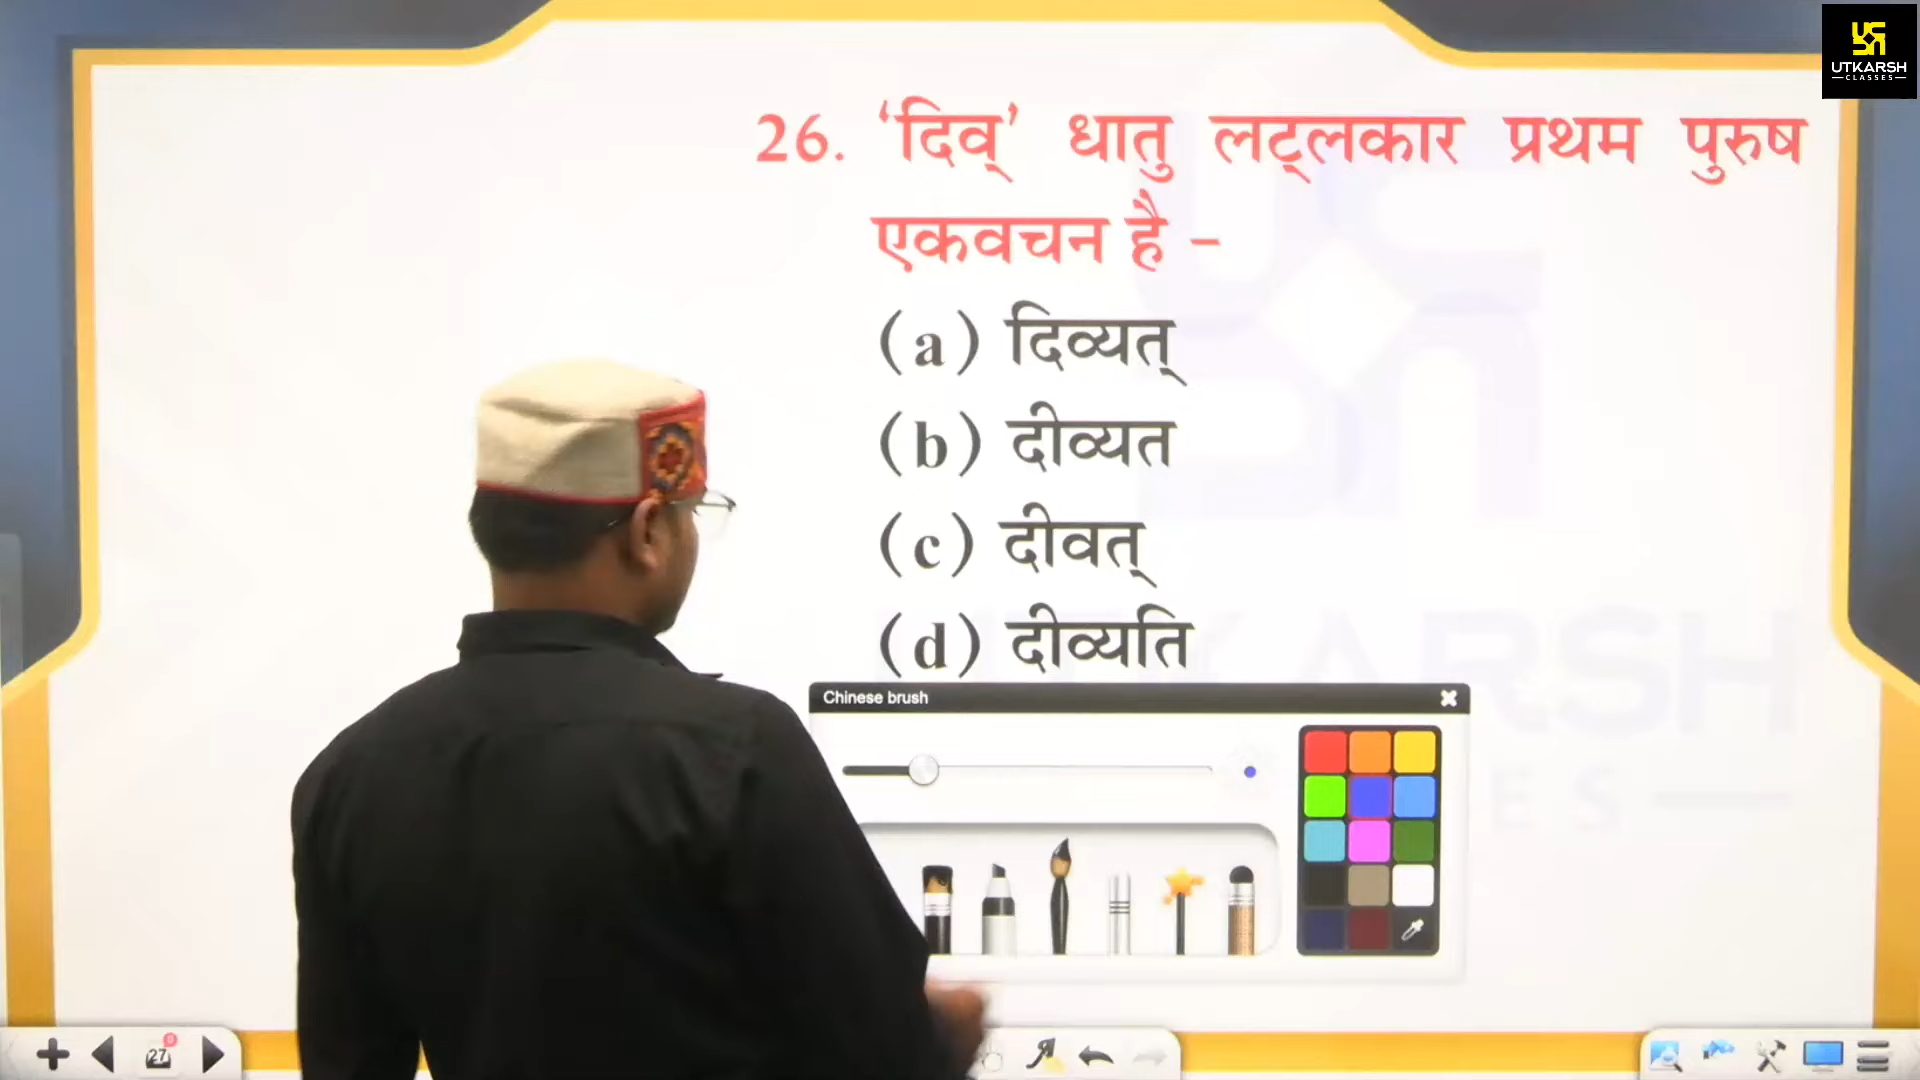 UTKARSH
CLASSES
26. ‘दिव्’ धातु लट्लकार प्रथम पुरुष
एकवचन है –
(a) दिव्यत्
(b) दीव्यत
(c) दीवत्
(d) दीव्यति
Chinese brush
27